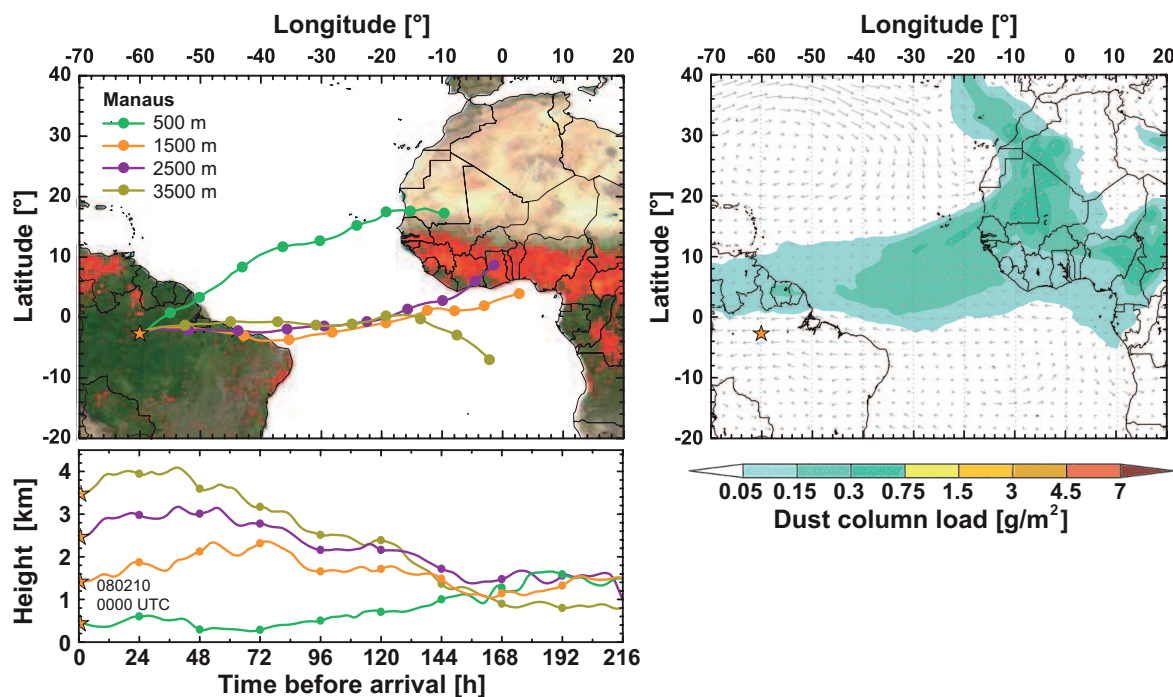 Longitude [°]
-70 -60 -50 -40 -30 -20 -10 0 10 20
Latitude [°]
40
30
20
10
0
-10
-20
Manaus
500 m
1500 m
2500 m
3500 m
Longitude [°]
-70 -60 -50 -40 -30 -20 -10 0 10 20
Latitude [°]
40
30
20
10
0
-10
-20
0.05 0.15 0.3 0.75 1.5 3 4.5 7
Dust column load [g/m²]
Height [km]
4
3
2
1
0
080210
0000 UTC
0 24 48 72 96 120 144 168 192 216
Time before arrival [h]